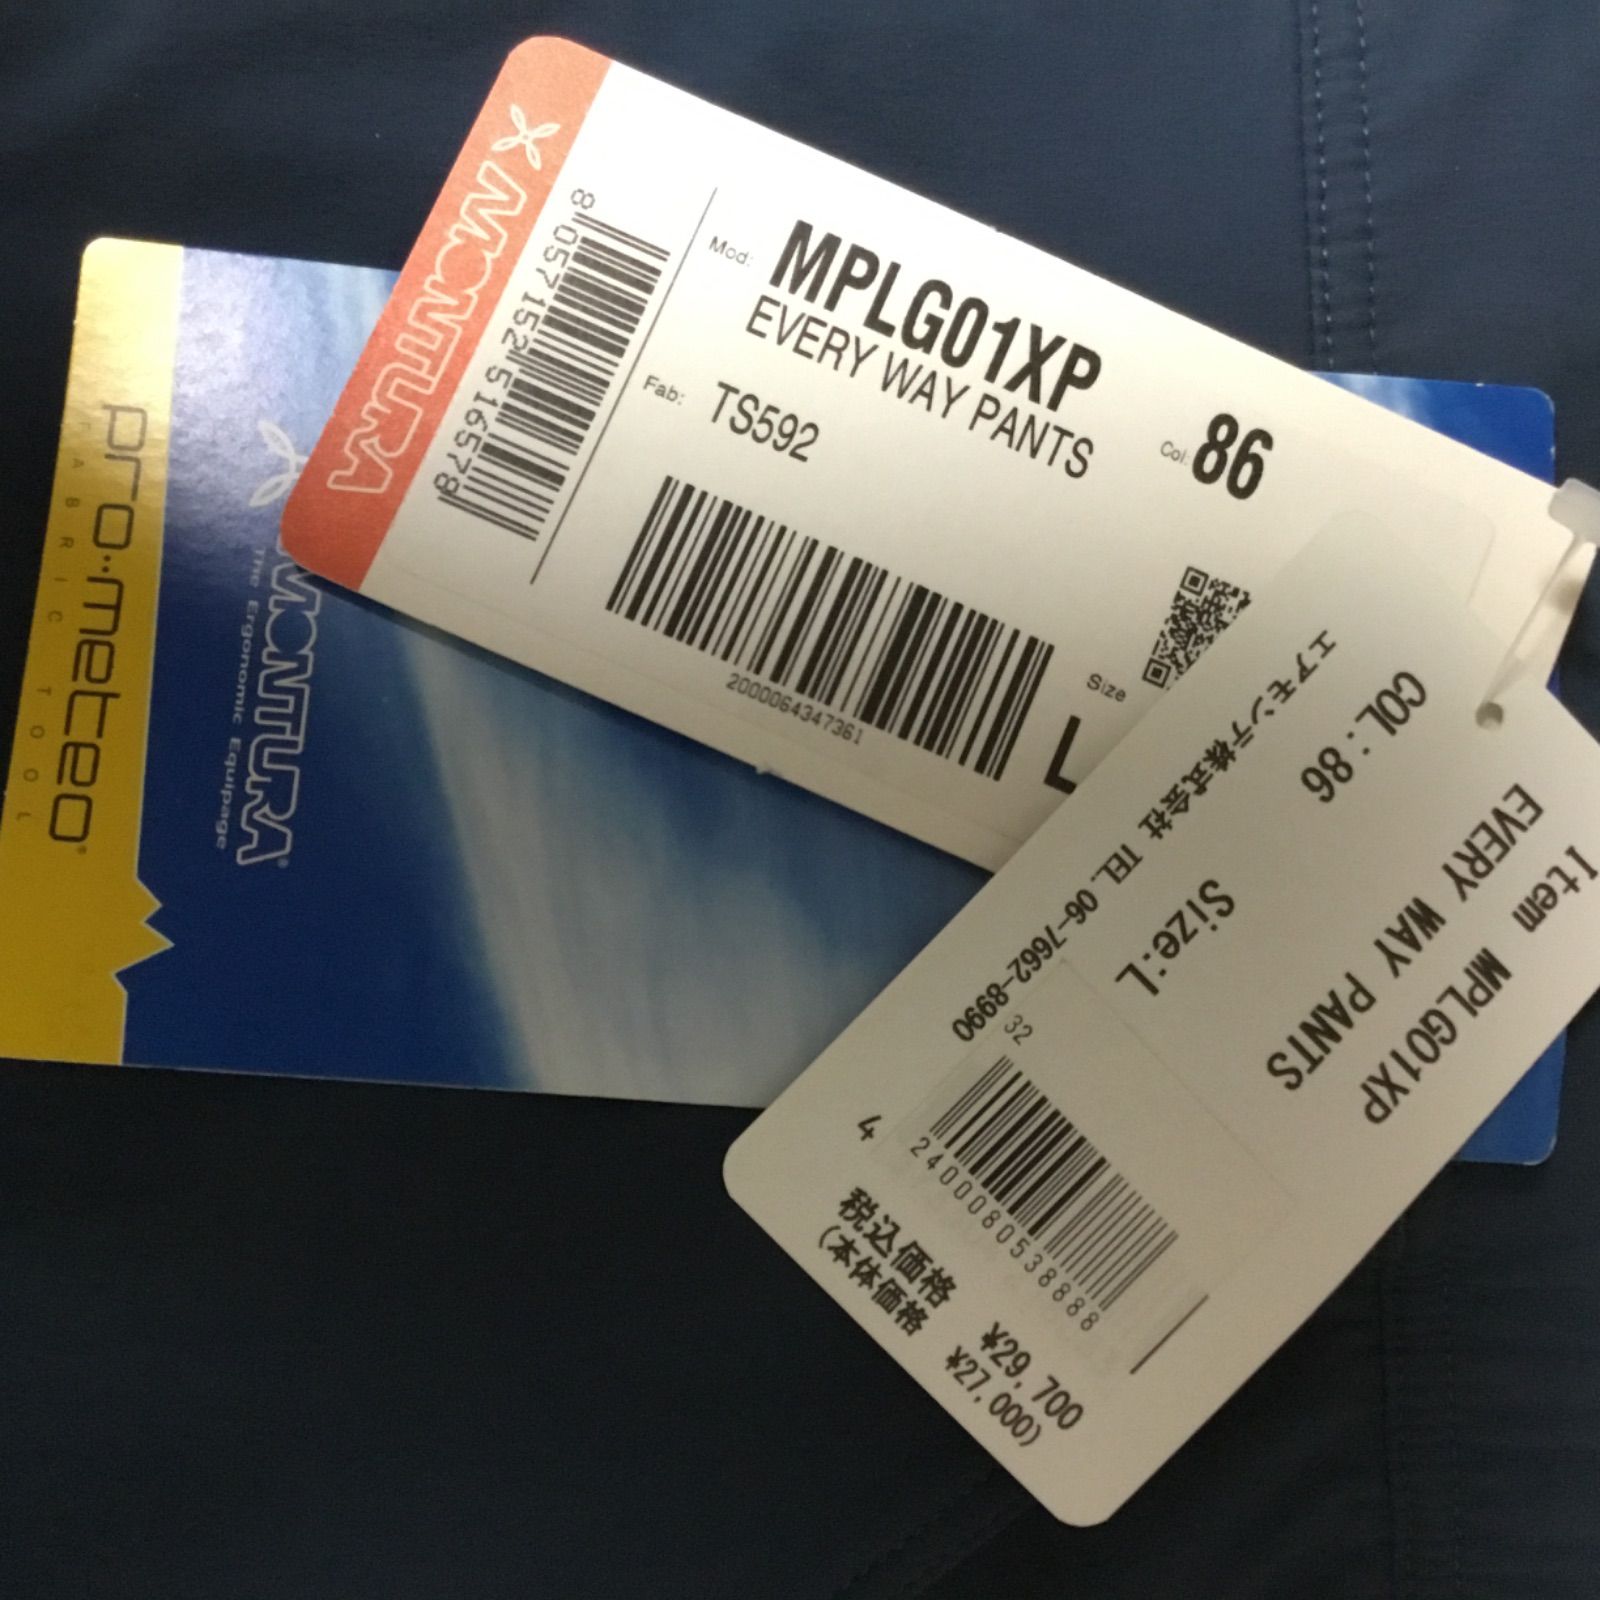 MONTURA
8 057152 516578
Mod: MPLG01XP
EVERY WAY PANTS
Fab: TS592
Col: 86
2000064347361
Size
L
pro··meteo®
FABRIC TOOL
MONTURA®
The Ergonomic Equipage
Item MPLG01XP
EVERY WAY PANTS
COL:86
Size:L
エアモンテ株式会社 TEL. 06-7662-8990
32
4
2400080538888
税込価格 ¥29,700
(本体価格 ¥27,000)